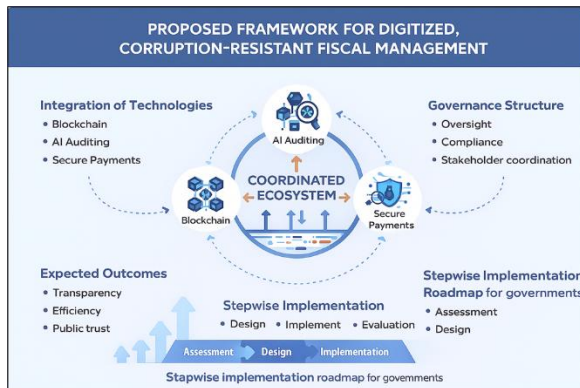 PROPOSED FRAMEWORK FOR DIGITIZED,
CORRUPTION-RESISTANT FISCAL MANAGEMENT
Integration of Technologies
• Blockchain
• AI Auditing
• Secure Payments
AI Auditing
Governance Structure
• Oversight
• Compliance
• Stakeholder coordination
COORDINATED
ECOSYSTEM
Blockchain
Secure
Payments
Expected Outcomes
• Transparency
• Efficiency
• Public trust
Stepwise Implementation
• Design • Implement • Evaluation
Stepwise Implementation
Roadmap for governments
• Assessment
• Design
Assessment Design Implementation
Stapwise implementation roadmap for govemments